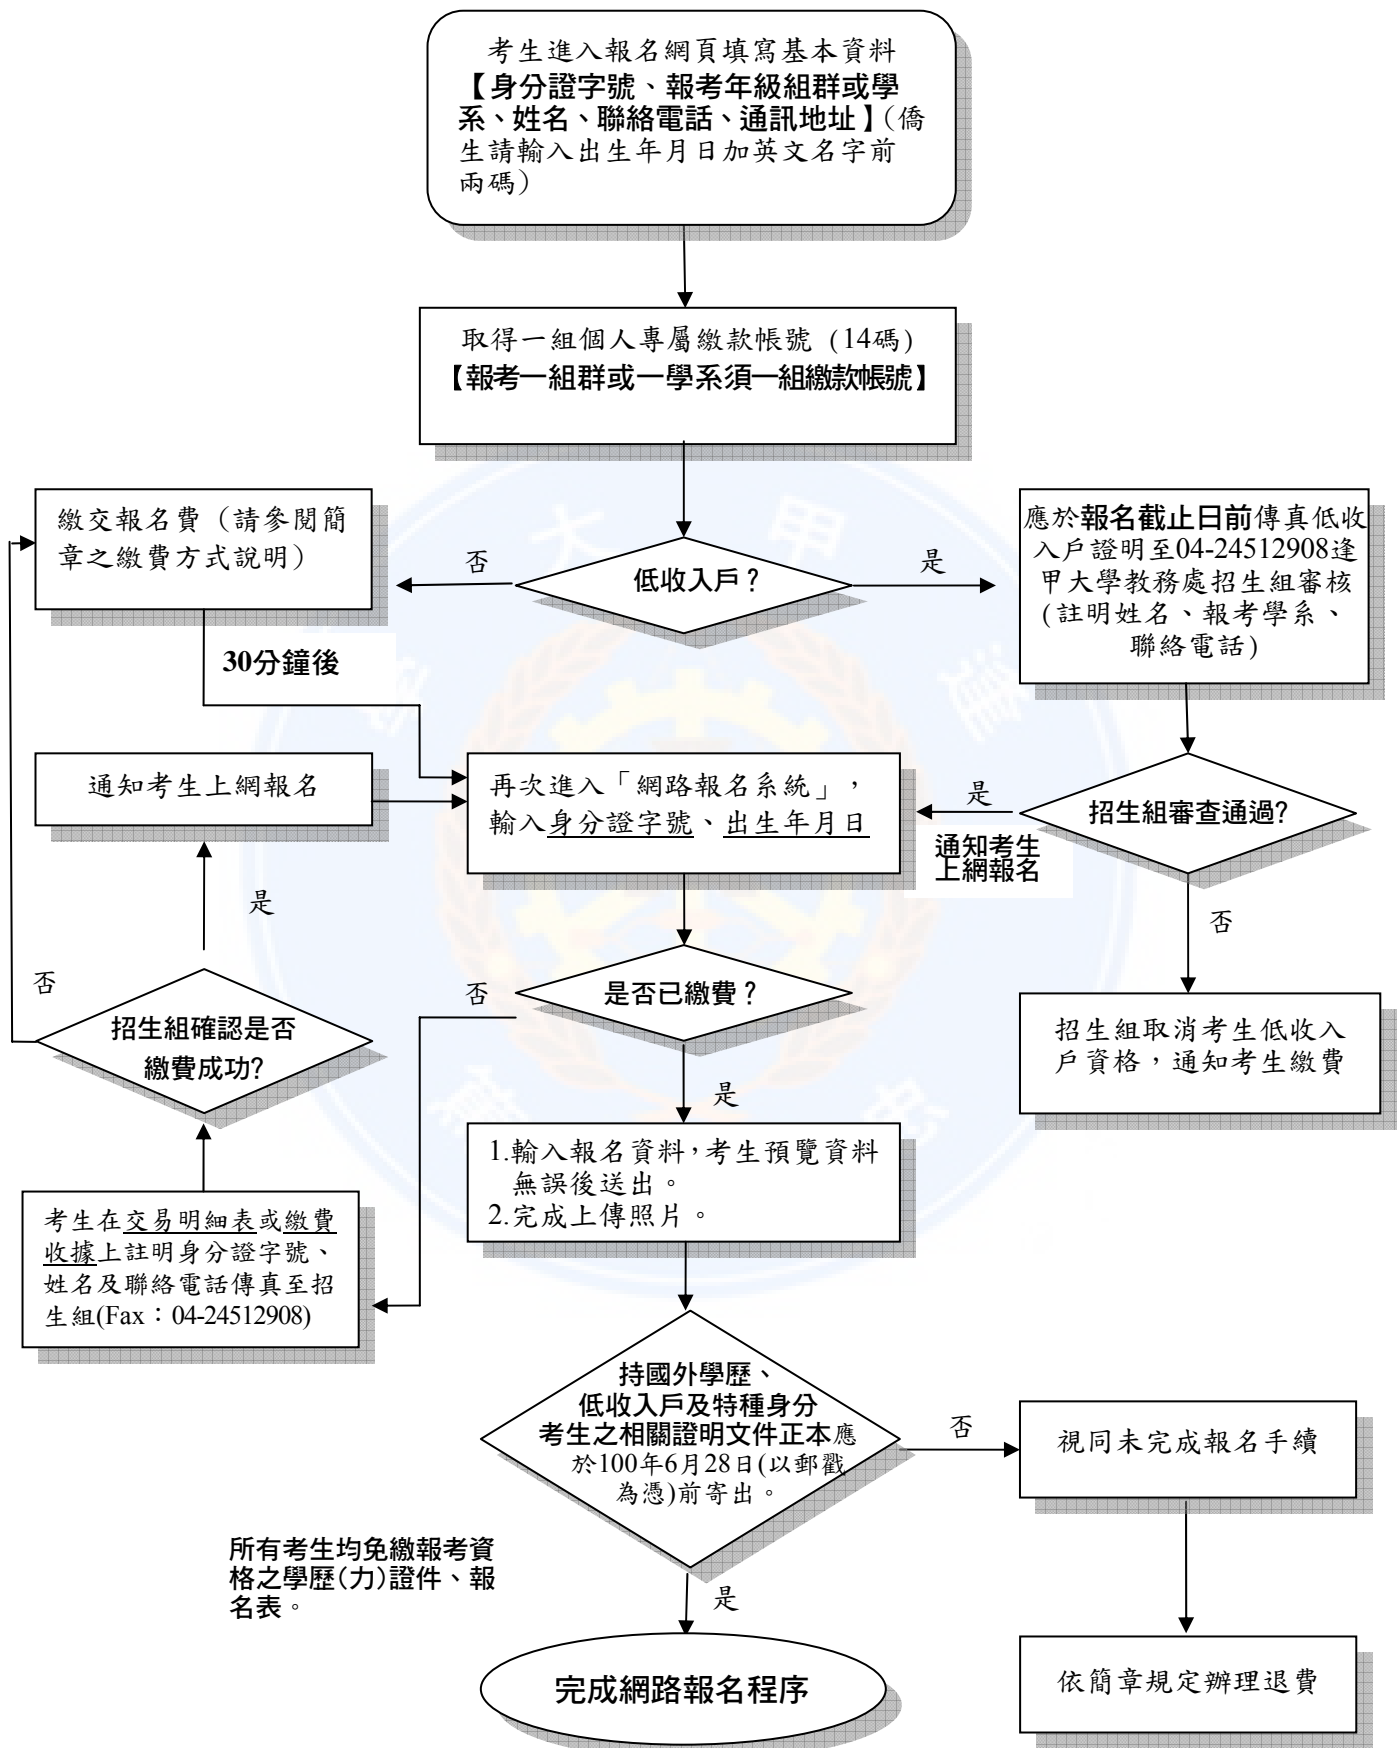 考生進入報名網頁填寫基本資料
【身分證字號、報考年級組群或學
系、姓名、聯絡電話、通訊地址】(僑
生請輸入出生年月日加英文名字前
兩碼)
取得一組個人專屬繳款帳號 (14碼)
【報考一組群或一學系須一組繳款帳號】
繳交報名費（請參閱簡
章之繳費方式說明）
否
低收入戶？
是
應於報名截止日前傳真低收
入戶證明至04-24512908逢
甲大學教務處招生組審核
(註明姓名、報考學系、
聯絡電話)
30分鐘後
通知考生上網報名
再次進入「網路報名系統」，
輸入身分證字號、出生年月日
是
通知考生
上網報名
招生組審查通過?
是
否
否
招生組確認是否
繳費成功?
否
是否已繳費？
招生組取消考生低收入
戶資格，通知考生繳費
是
1.輸入報名資料，考生預覽資料
無誤後送出。
2.完成上傳照片。
考生在交易明細表或繳費
收據上註明身分證字號、
姓名及聯絡電話傳真至招
生組(Fax：04-24512908)
持國外學歷、
低收入戶及特種身分
考生之相關證明文件正本應
於100年6月28日(以郵戳
為憑)前寄出。
否
視同未完成報名手續
所有考生均免繳報考資
格之學歷(力)證件、報
名表。
是
完成網路報名程序
依簡章規定辦理退費